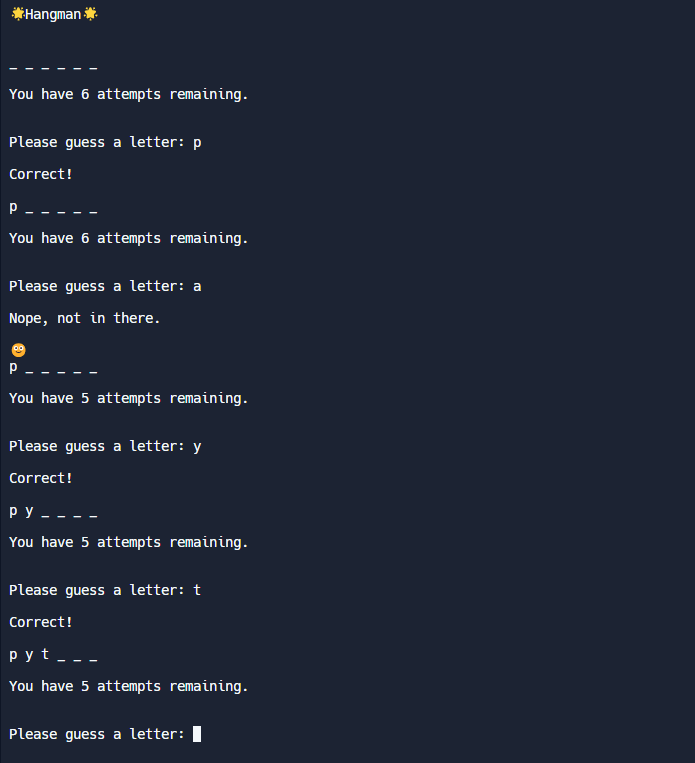 🌟Hangman🌟
_ _ _ _ _ _
You have 6 attempts remaining.
Please guess a letter: p
Correct!
p _ _ _ _ _
You have 6 attempts remaining.
Please guess a letter: a
Nope, not in there.
😳
p _ _ _ _ _
You have 5 attempts remaining.
Please guess a letter: y
Correct!
p y _ _ _ _
You have 5 attempts remaining.
Please guess a letter: t
Correct!
p y t _ _ _
You have 5 attempts remaining.
Please guess a letter: